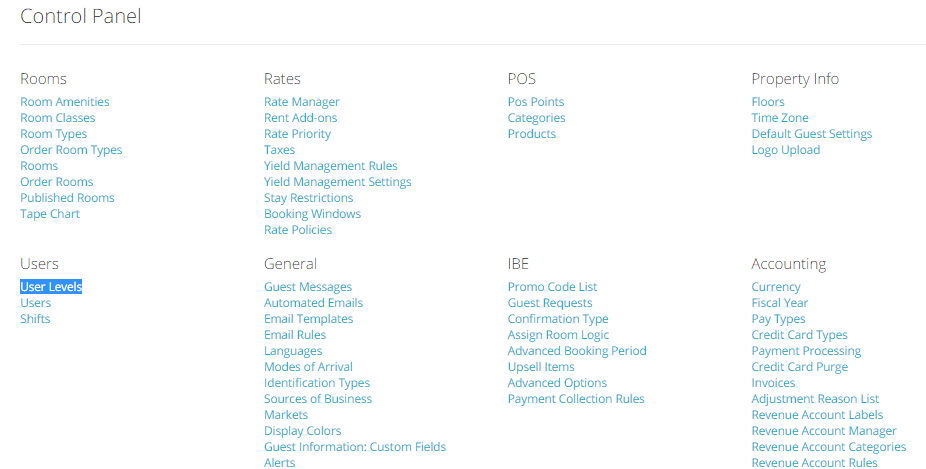 Control Panel
Rooms
Room Amenities
Room Classes
Room Types
Order Room Types
Rooms
Order Rooms
Published Rooms
Tape Chart
Rates
Rate Manager
Rent Add-ons
Rate Priority
Taxes
Yield Management Rules
Yield Management Settings
Stay Restrictions
Booking Windows
Rate Policies
POS
Pos Points
Categories
Products
Property Info
Floors
Time Zone
Default Guest Settings
Logo Upload
Users
User Levels
Users
Shifts
General
Guest Messages
Automated Emails
Email Templates
Email Rules
Languages
Modes of Arrival
Identification Types
Sources of Business
Markets
Display Colors
Guest Information: Custom Fields
Alerts
IBE
Promo Code List
Guest Requests
Confirmation Type
Assign Room Logic
Advanced Booking Period
Upsell Items
Advanced Options
Payment Collection Rules
Accounting
Currency
Fiscal Year
Pay Types
Credit Card Types
Payment Processing
Credit Card Purge
Invoices
Adjustment Reason List
Revenue Account Labels
Revenue Account Manager
Revenue Account Categories
Revenue Account Rules